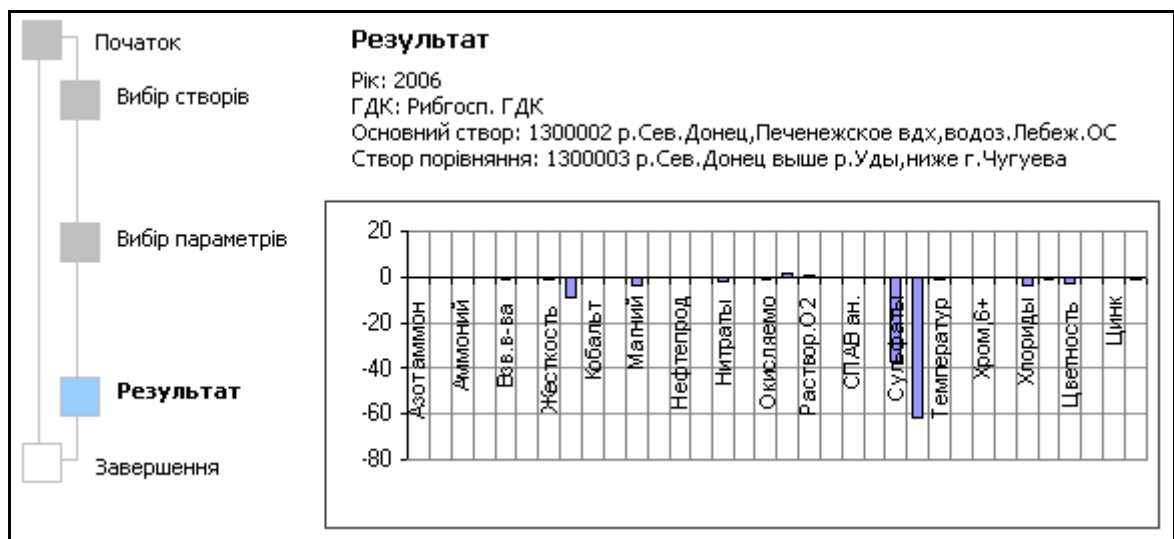 Початок
Вибір створів
Вибір параметрів
Результат
Завершення
Результат
Рік: 2006
ГДК: Рибгосп. ГДК
Основний створ: 1300002 р.Сев.Донец,Печенежское вдх,водоз.Лебеж.ОС
Створ порівняння: 1300003 р.Сев.Донец выше р.Уды,ниже г.Чугуева
20
0
-20
-40
-60
-80
Азот аммон
Аммоний
Взв.в-ва
Жесткость
Кобальт
Магний
Нефтепрод
Нитраты
Окисляемо
Раствор.О2
СПАВ ан.
Сульфаты
Температур
Хром 6+
Хлориды
Цветность
Цинк